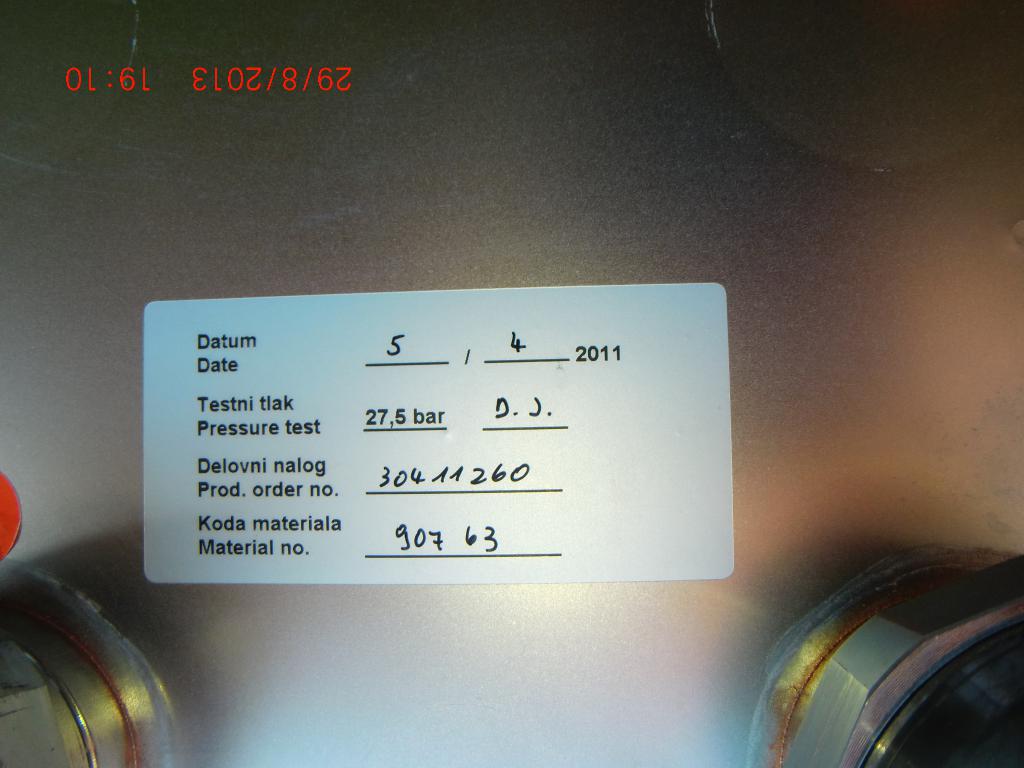 29/8/2013 19:10
Datum
Date 5 / 4 2011
Testni tlak
Pressure test 27,5 bar D. J.
Delovni nalog
Prod. order no. 30411260
Koda materiala
Material no. 907 63